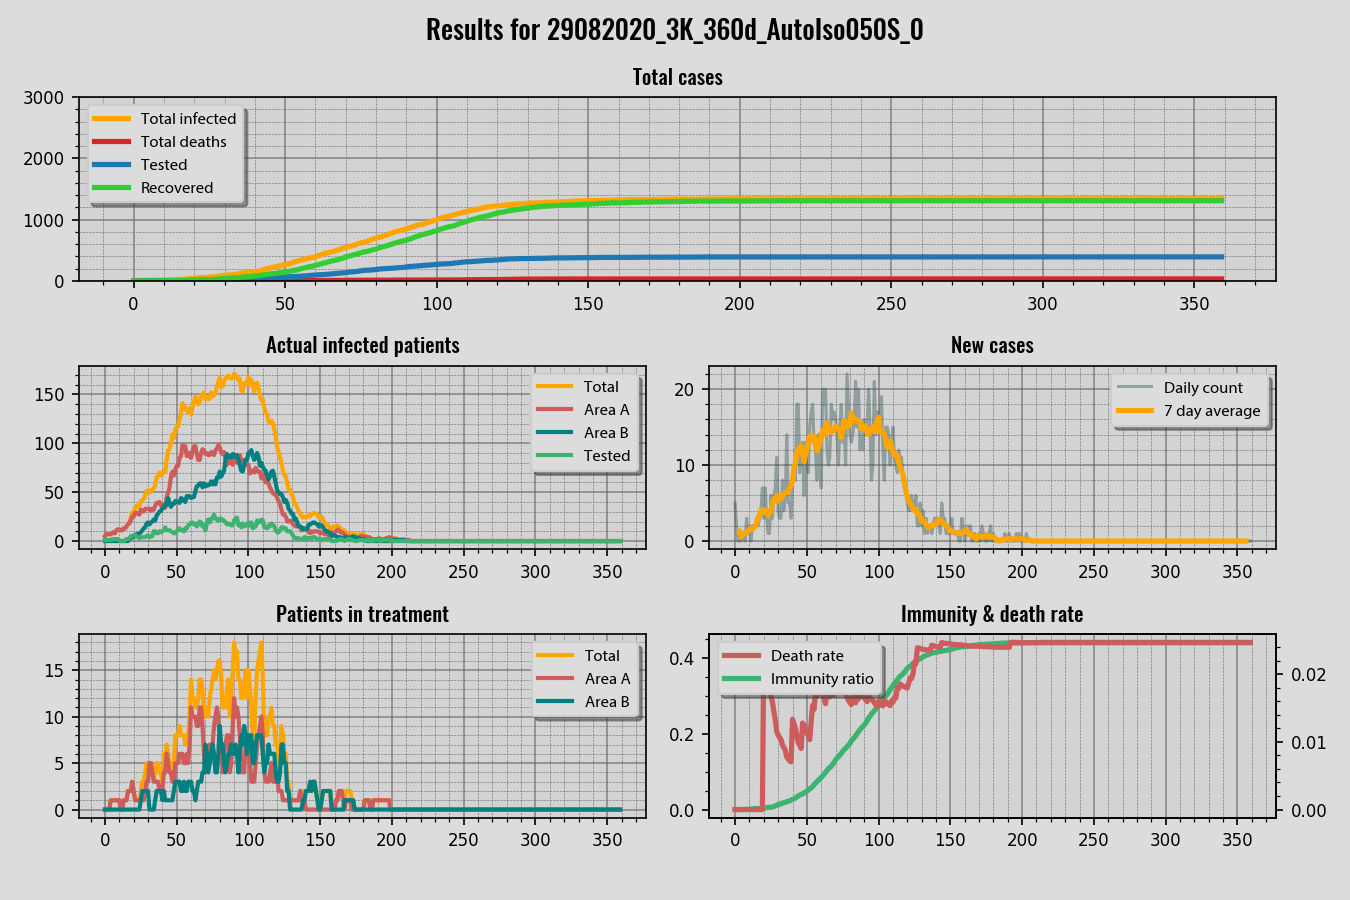 Results for 29082020_3K_360d_AutoIso050S_0
Total cases
3000
2000
1000
0
Total infected
Total deaths
Tested
Recovered
0 50 100 150 200 250 300 350
Actual infected patients
150
100
50
0
Total
Area A
Area B
Tested
0 50 100 150 200 250 300 350
New cases
20
10
0
Daily count
7 day average
0 50 100 150 200 250 300 350
Patients in treatment
15
10
5
0
Total
Area A
Area B
0 50 100 150 200 250 300 350
Immunity & death rate
0.4
0.2
0.0
Death rate
Immunity ratio
0.02
0.01
0.00
0 50 100 150 200 250 300 350